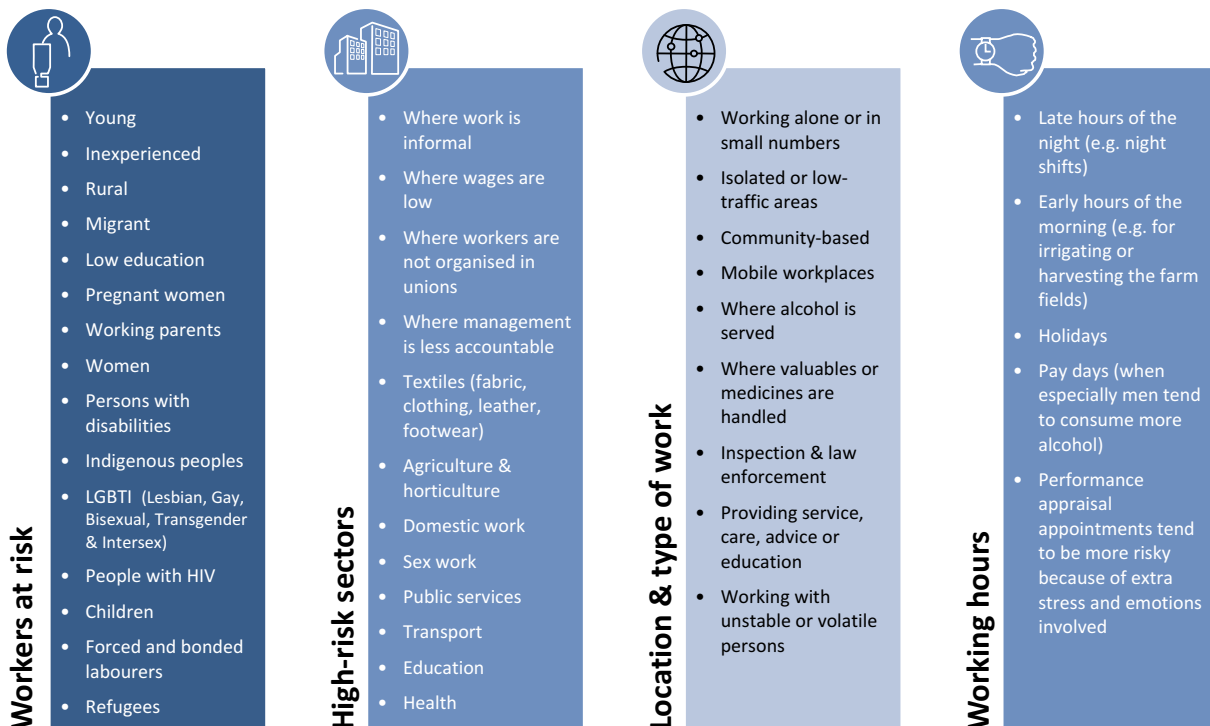 Workers at risk
• Young
• Inexperienced
• Rural
• Migrant
• Low education
• Pregnant women
• Working parents
• Women
• Persons with
disabilities
• Indigenous peoples
• LGBTI (Lesbian, Gay,
Bisexual, Transgender
& Intersex)
• People with HIV
• Children
• Forced and bonded
labourers
• Refugees
High-risk sectors
• Where work is
informal
• Where wages are
low
• Where workers are
not organised in
unions
• Where management
is less accountable
• Textiles (fabric,
clothing, leather,
footwear)
• Agriculture &
horticulture
• Domestic work
• Sex work
• Public services
• Transport
• Education
• Health
Location & type of work
• Working alone or in
small numbers
• Isolated or low-
traffic areas
• Community-based
• Mobile workplaces
• Where alcohol is
served
• Where valuables or
medicines are
handled
• Inspection & law
enforcement
• Providing service,
care, advice or
education
• Working with
unstable or volatile
persons
Working hours
• Late hours of the
night (e.g. night
shifts)
• Early hours of the
morning (e.g. for
irrigating or
harvesting the farm
fields)
• Holidays
• Pay days (when
especially men tend
to consume more
alcohol)
• Performance
appraisal
appointments tend
to be more risky
because of extra
stress and emotions
involved